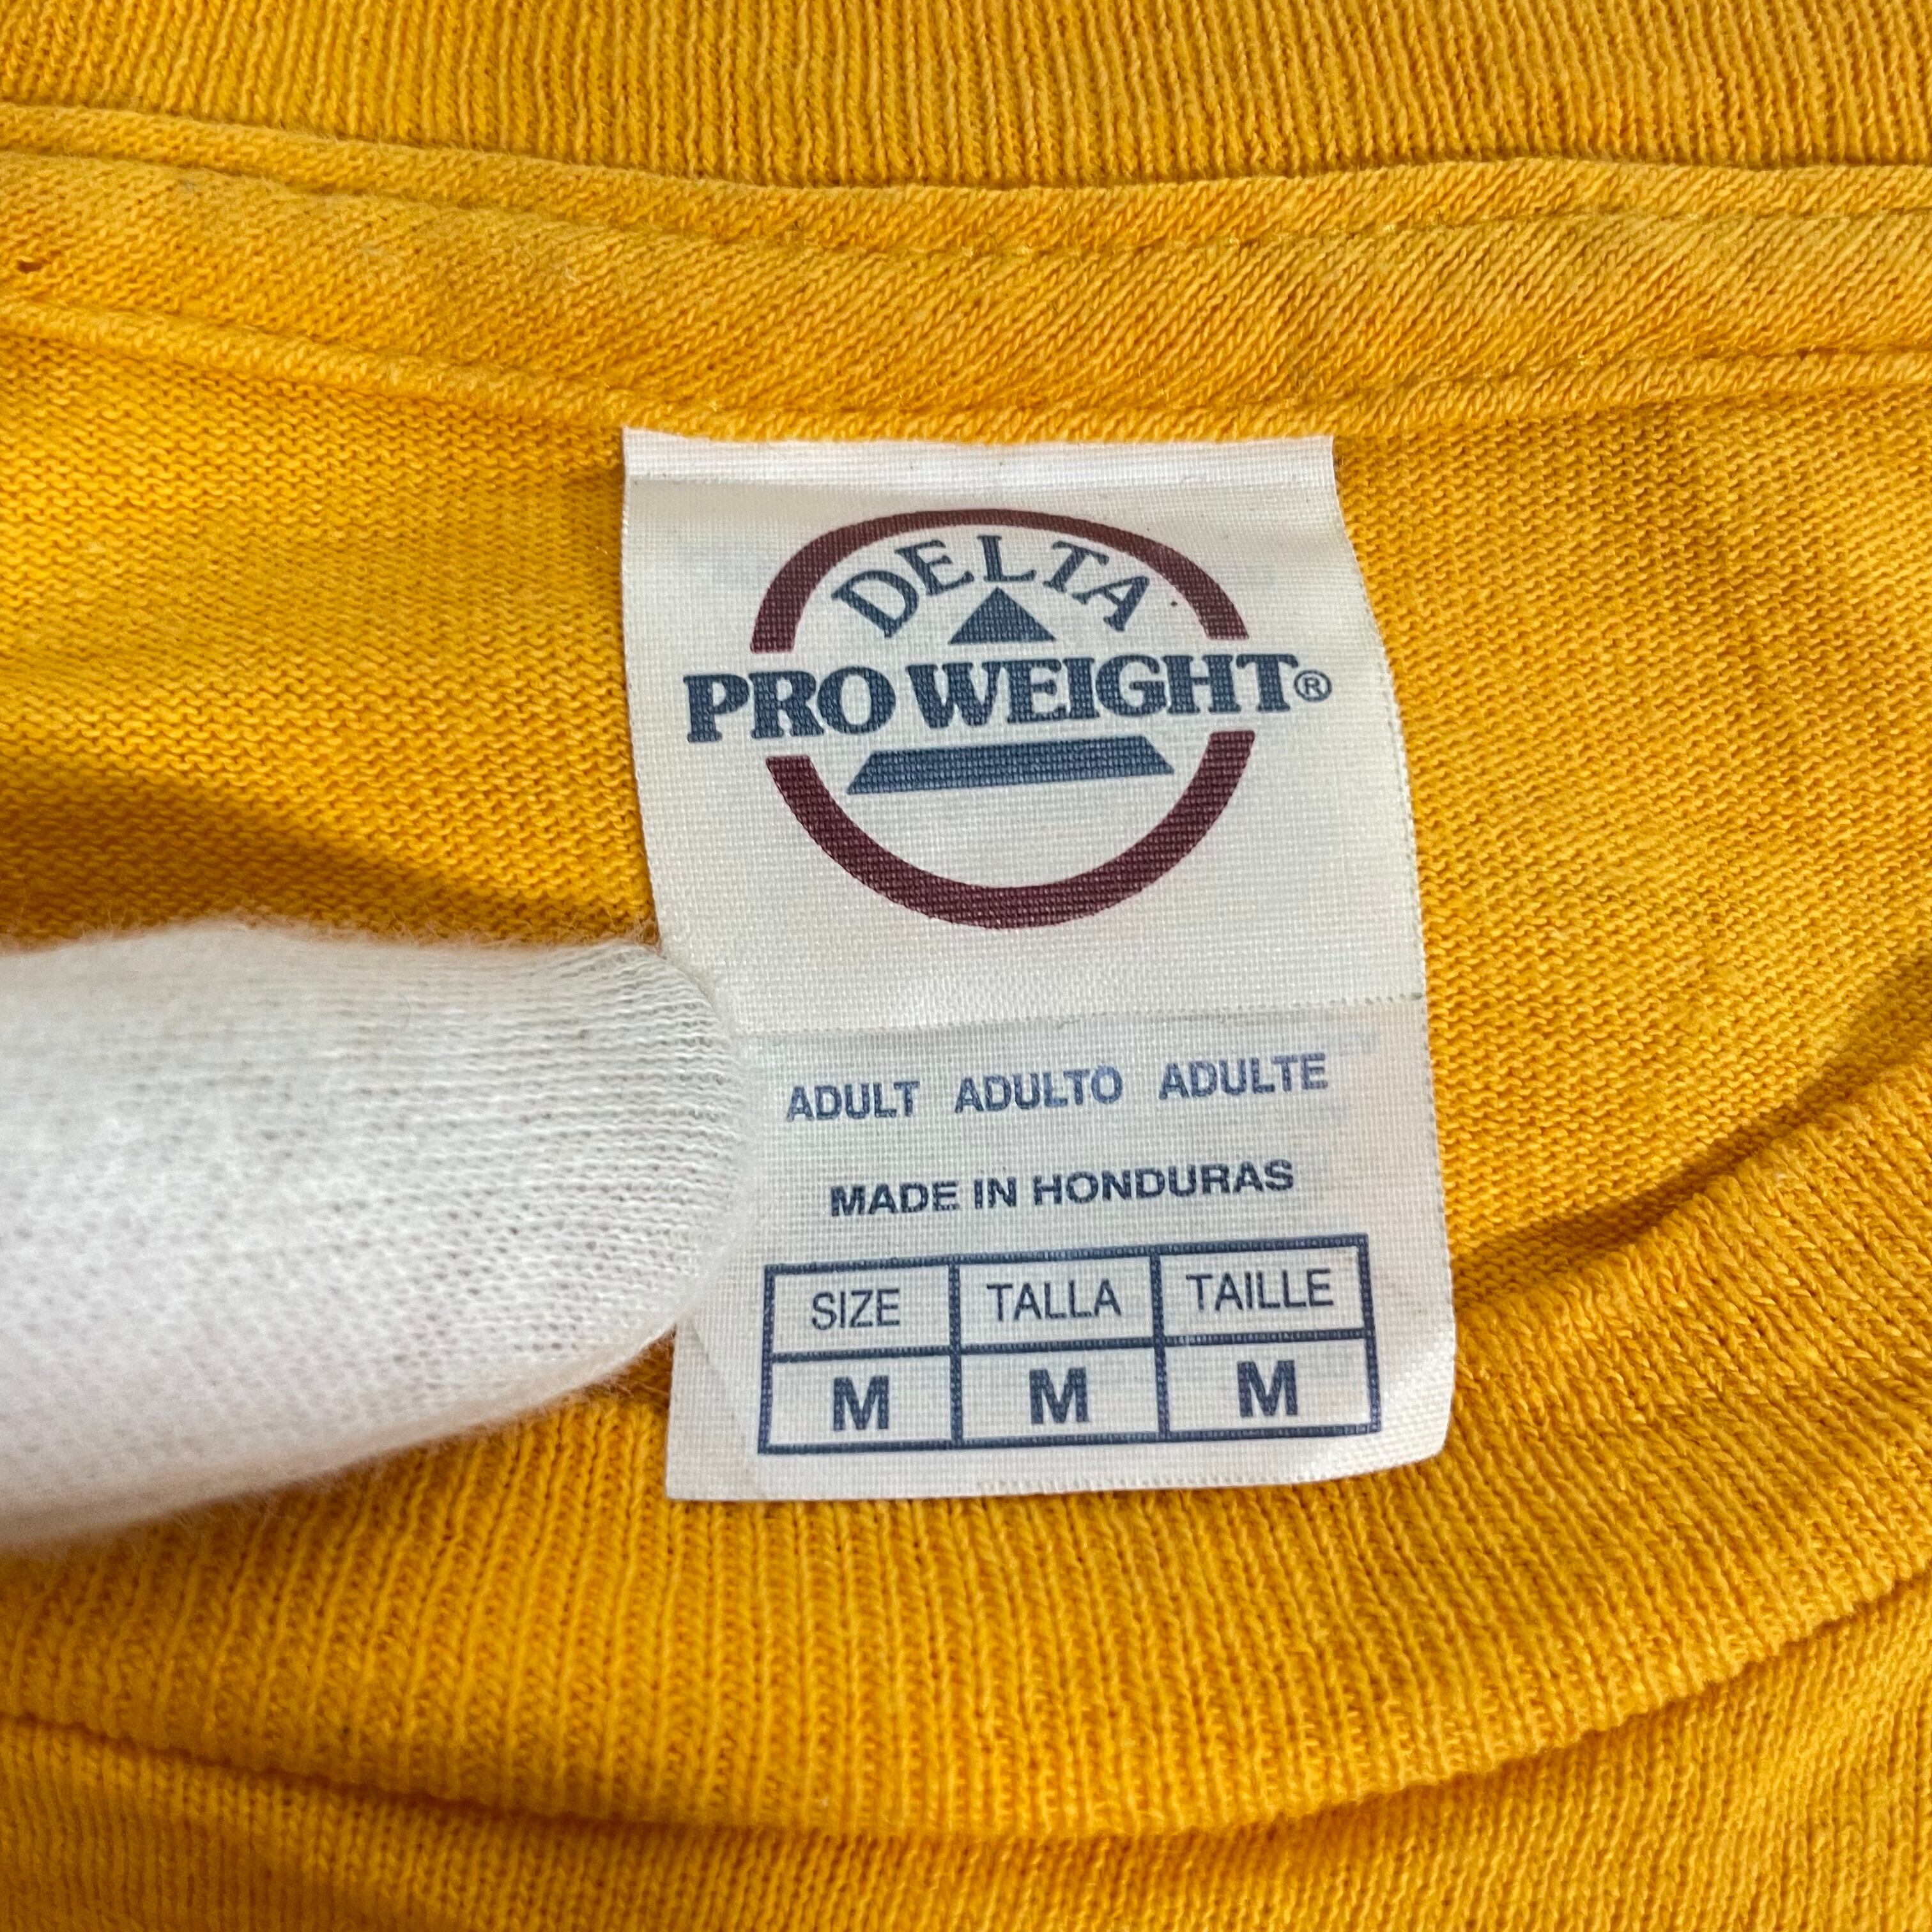 DELTA
PRO WEIGHT®
ADULT ADULTO ADULTE
MADE IN HONDURAS
SIZE TALLA TAILLE
M M M